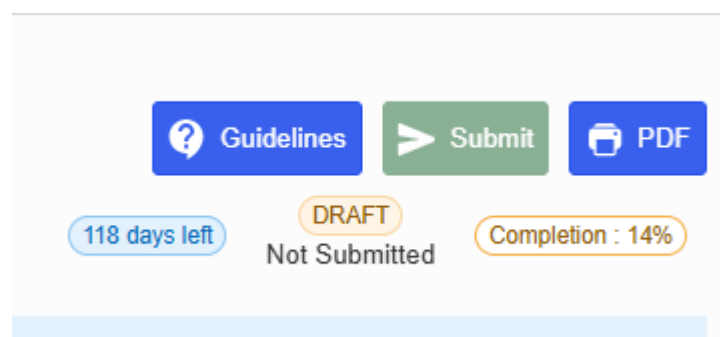 Guidelines
Submit
PDF
118 days left
DRAFT
Not Submitted
Completion : 14%